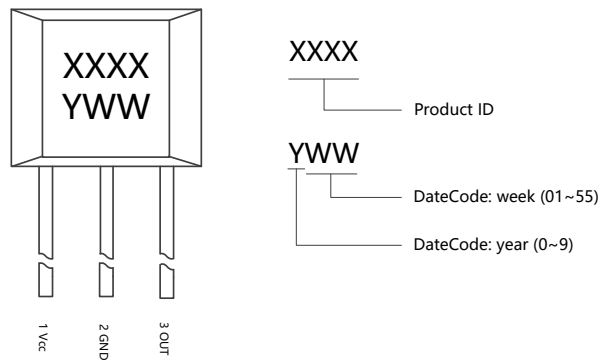 XXXX
YWW
1 Vcc
2 GND
3 OUT
XXXX
Product ID
YWW
DateCode: week (01~55)
DateCode: year (0~9)